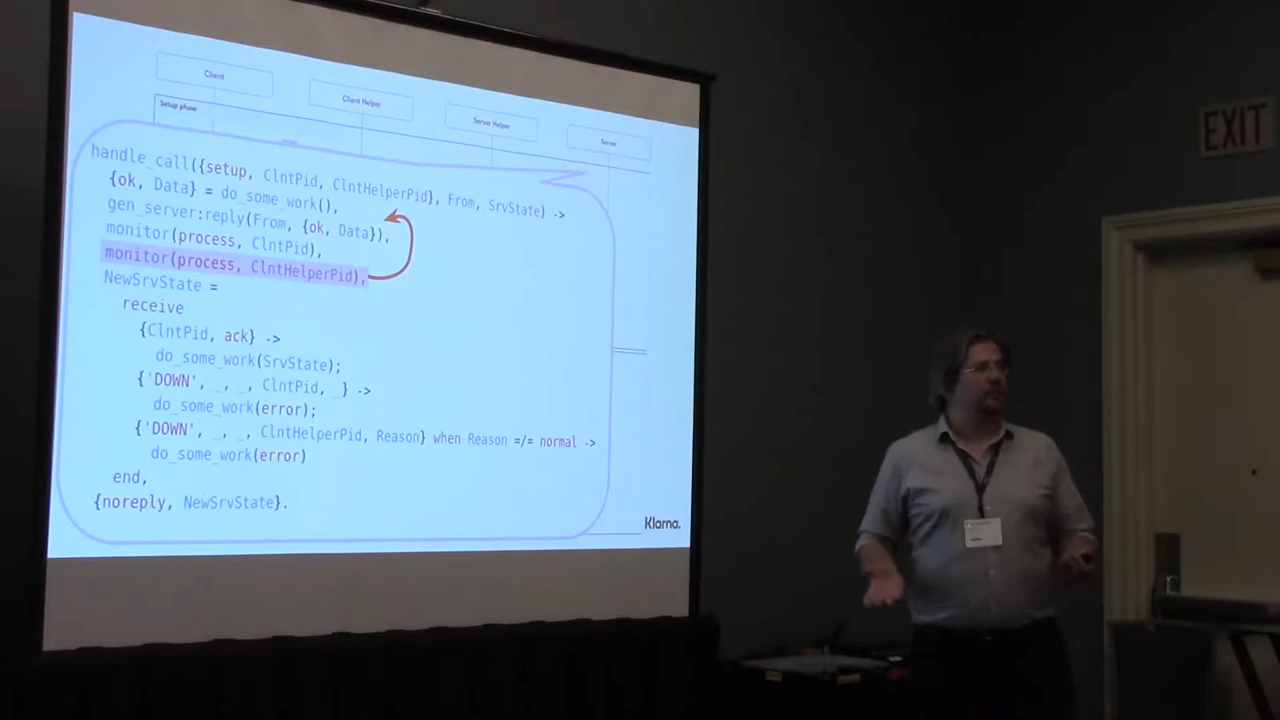 Client
Client Helper
Server Helper
Server
Setup phase
handle_call({setup, ClntPid, ClntHelperPid}, From, SrvState) ->
{ok, Data} = do_some_work(),
gen_server:reply(From, {ok, Data}),
monitor(process, ClntPid),
monitor(process, ClntHelperPid),
NewSrvState =
receive
{ClntPid, ack} ->
do_some_work(SrvState);
{'DOWN', _, _, ClntPid, _} ->
do_some_work(error);
{'DOWN', _, _, ClntHelperPid, Reason} when Reason =/= normal ->
do_some_work(error)
end,
{noreply, NewSrvState}.
Klarna.
EXIT